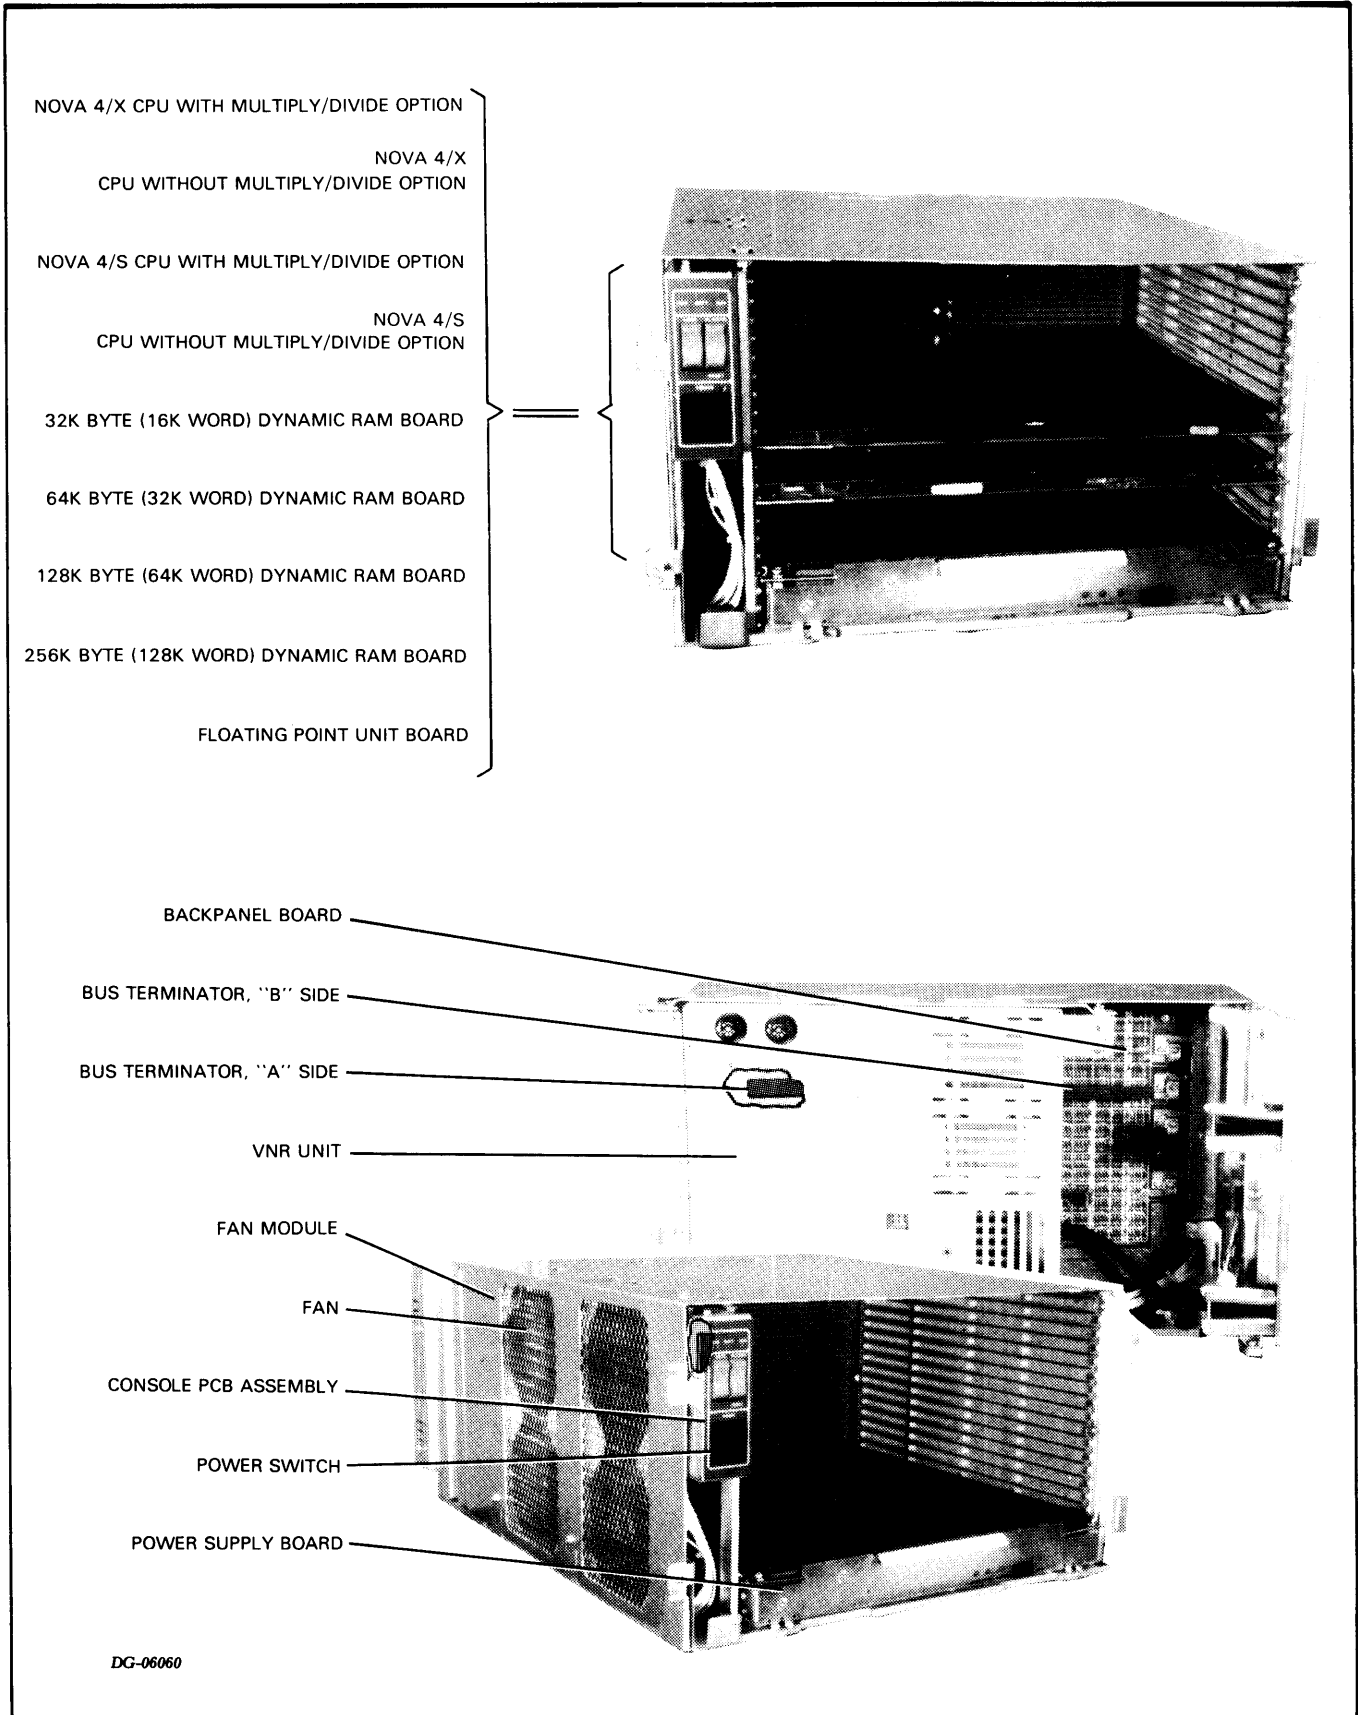 NOVA 4/X CPU WITH MULTIPLY/DIVIDE OPTION
NOVA 4/X
CPU WITHOUT MULTIPLY/DIVIDE OPTION
NOVA 4/S CPU WITH MULTIPLY/DIVIDE OPTION
NOVA 4/S
CPU WITHOUT MULTIPLY/DIVIDE OPTION
32K BYTE (16K WORD) DYNAMIC RAM BOARD
64K BYTE (32K WORD) DYNAMIC RAM BOARD
128K BYTE (64K WORD) DYNAMIC RAM BOARD
256K BYTE (128K WORD) DYNAMIC RAM BOARD
FLOATING POINT UNIT BOARD
BACKPANEL BOARD
BUS TERMINATOR, ``B'' SIDE
BUS TERMINATOR, ``A'' SIDE
VNR UNIT
FAN MODULE
FAN
CONSOLE PCB ASSEMBLY
POWER SWITCH
POWER SUPPLY BOARD
DG-06060